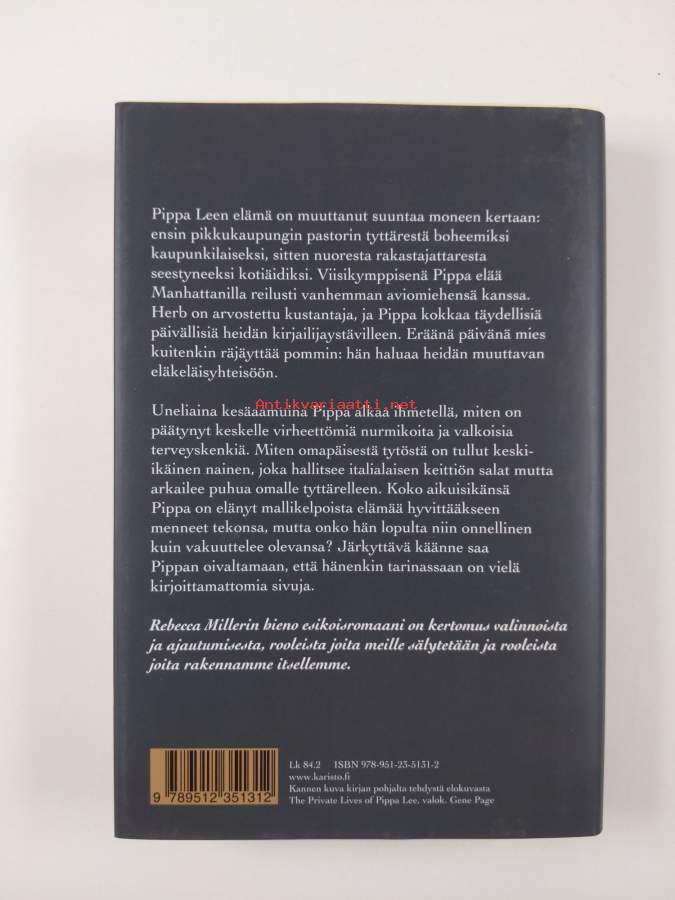 Pippa Leen elämä on muuttanut suuntaa moneen kertaan:
ensin pikkukaupungin pastorin tyttärestä boheemiksi
kaupunkilaiseksi, sitten nuoresta rakastajattaresta
seestyneeksi kotiäidiksi. Viisikymppisenä Pippa elää
Manhattanilla reilusti vanhemman aviomiehensä kanssa.
Herb on arvostettu kustantaja, ja Pippa kokkaa täydellisiä
päivällisiä heidän kirjailijaystävilleen. Eräänä päivänä mies
kuitenkin räjäyttää pommin: hän haluaa heidän muuttavan
eläkeläisyhteisöön.
Antikvariaatti.net
Uneliaina kesäaamuina Pippa alkaa ihmetellä, miten on
päätynyt keskelle virheettömiä nurmikoita ja valkoisia
terveyskenkiä. Miten omapäisestä tytöstä on tullut keski-
ikäinen nainen, joka hallitsee italialaisen keittiön salat mutta
arkailee puhua omalle tyttärelleen. Koko aikuisikänsä
Pippa on elänyt mallikelpoista elämää hyvittääkseen
menneet tekonsa, mutta onko hän lopulta niin onnellinen
kuin vakuuttelee olevansa? Järkyttävä käänne saa
Pippan oivaltamaan, että hänenkin tarinassaan on vielä
kirjoittamattomia sivuja.
Rebecca Millerin hieno esikoisromaani on kertomus valinnoista
ja ajautumisesta, rooleista joita meille sälytetään ja rooleista
joita rakennamme itsellemme.
Lk 84.2 ISBN 978-951-23-5131-2
www.karisto.fi
Kannen kuva kirjan pohjalta tehdystä elokuvasta
The Private Lives of Pippa Lee, valok. Gene Page
9 789512 351312